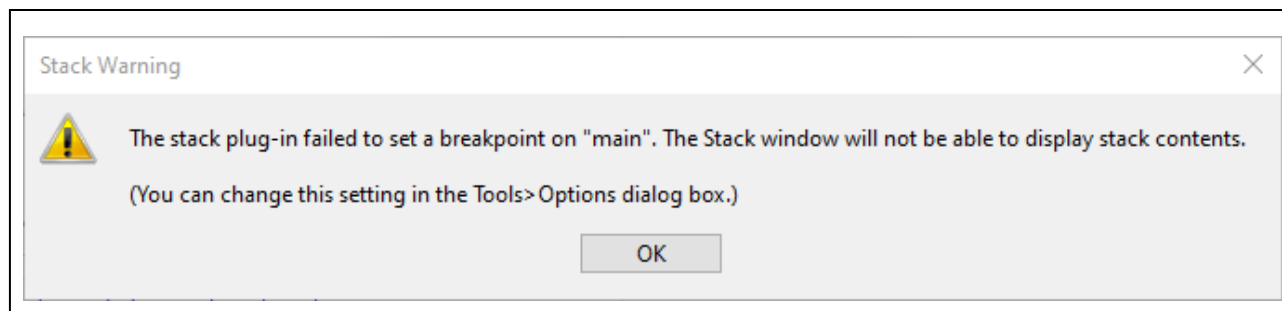 Stack Warning
The stack plug-in failed to set a breakpoint on "main". The Stack window will not be able to display stack contents.
(You can change this setting in the Tools>Options dialog box.)
OK